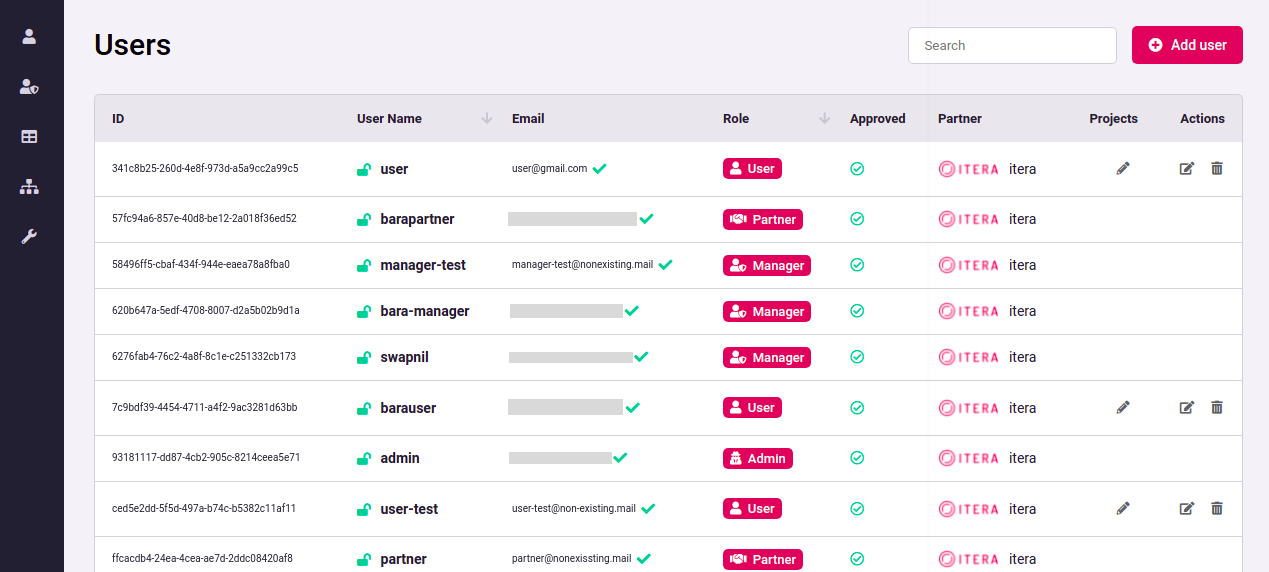 Users
Search
Add user
ID User Name Email Role Approved Partner Projects Actions
341c8b25-260d-4e8f-973d-a5a9cc2a99c5 user user@gmail.com User ITERA itera
57fc94a6-857e-40d8-be12-2a018f36ed52 barapartner Partner ITERA itera
58496ff5-cbaf-434f-944e-eaea78a8fba0 manager-test manager-test@nonexisting.mail Manager ITERA itera
620b647a-5edf-4708-8007-d2a5b02b9d1a bara-manager Manager ITERA itera
6276fab4-76c2-4a8f-8c1e-c251332cb173 swapnil Manager ITERA itera
7c9bdf39-4454-4711-a4f2-9ac3281d63bb barauser User ITERA itera
93181117-dd87-4cb2-905c-8214ceea5e71 admin Admin ITERA itera
ced5e2dd-5f5d-497a-b74c-b5382c11af11 user-test user-test@non-existing.mail User ITERA itera
ffcacdb4-24ea-4cea-ae7d-2ddc08420af8 partner partner@nonexissting.mail Partner ITERA itera